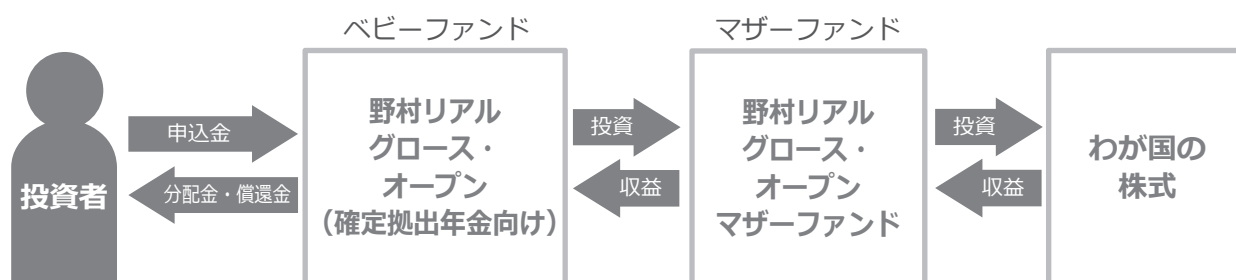 ベビーファンド
マザーファンド
投資者
申込金
分配金・償還金
野村リアル
グロース・
オープン
（確定拠出年金向け）
投資
収益
野村リアル
グロース・
オープン
マザーファンド
投資
収益
わが国の
株式